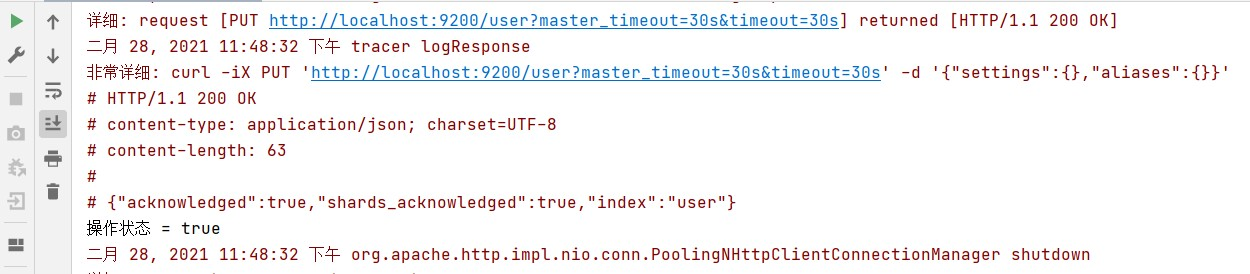 详细: request [PUT http://localhost:9200/user?master_timeout=30s&timeout=30s] returned [HTTP/1.1 200 OK]
二月 28, 2021 11:48:32 下午 tracer logResponse
非常详细: curl -iX PUT 'http://localhost:9200/user?master_timeout=30s&timeout=30s' -d '{"settings":{},"aliases":{}}'
# HTTP/1.1 200 OK
# content-type: application/json; charset=UTF-8
# content-length: 63
#
# {"acknowledged":true,"shards_acknowledged":true,"index":"user"}
操作状态 = true
二月 28, 2021 11:48:32 下午 org.apache.http.impl.nio.conn.PoolingNHttpClientConnectionManager shutdown